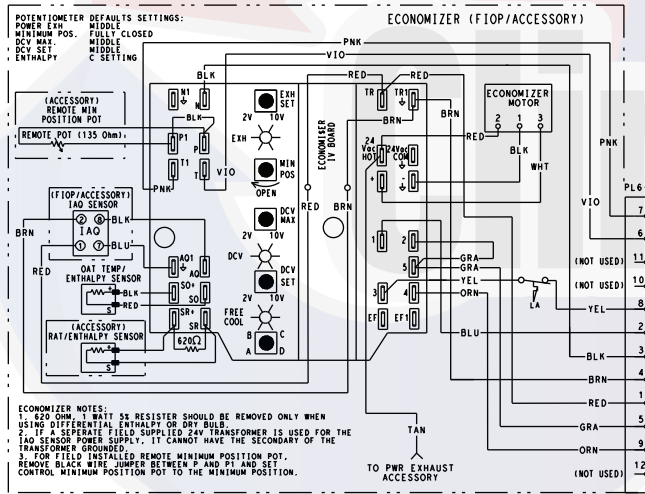 POTENTIOMETER DEFAULTS SETTINGS:
POWER EXH MIDDLE
MINIMUM POS. FULLY CLOSED
DCV MAX. MIDDLE
DCV SET MIDDLE
ENTHALPY C SETTING
ECONOMIZER (FIOP/ACCESSORY)
PNK
VIO
BLK
RED
RED
(ACCESSORY)
REMOTE MIN
POSITION POT
REMOTE POT (135 Ohm).
N1
N
BLK
P1
P
T1
T
PNK
VIO
EXH
SET
2V 10V
EXH
MIN
POS
OPEN
DCV
MAX
2V 10V
DCV
DCV
SET
2V 10V
FREE
COOL
B C
A D
ECONOMISER
IV BOARD
RED
BRN
TR
TR1
BRN
BRN
24
Vac
HOT
24Vac
COM
+
-
1
2
5
3
4
EF
EF1
ECONOMIZER
MOTOR
2 1 3
RED
BLK
WHT
PNK
VIO
(FIOP/ACCESSORY)
IAQ SENSOR
2 8
IAQ
1 7
BLK
BLU
BRN
RED
AQ1
AQ
OAT TEMP/
ENTHALPY SENSOR
+
S
BLK
RED
SO+
SO
(ACCESSORY)
RAT/ENTHALPY SENSOR
+
S
SR+
SR
620Ω
GRA
GRA
YEL
ORN
LA
BLU
PL6
7
6
(NOT USED) 11
(NOT USED) 10
YEL 8
2
BLK 3
BRN 4
RED 1
GRA 5
ORN 9
(NOT USED) 12
TAN
TO PWR EXHAUST
ACCESSORY
ECONOMIZER NOTES:
1. 620 OHM, 1 WATT 5% RESISTER SHOULD BE REMOVED ONLY WHEN
USING DIFFERENTIAL ENTHALPY OR DRY BULB.
2. IF A SEPERATE FIELD SUPPLIED 24V TRANSFORMER IS USED FOR THE
IAQ SENSOR POWER SUPPLY, IT CANNOT HAVE THE SECONDARY OF THE
TRANSFORMER GROUNDED.
3. FOR FIELD INSTALLED REMOTE MINIMUM POSITION POT,
REMOVE BLACK WIRE JUMPER BETWEEN P AND P1 AND SET
CONTROL MINIMUM POSITION POT TO THE MINIMUM POSITION.